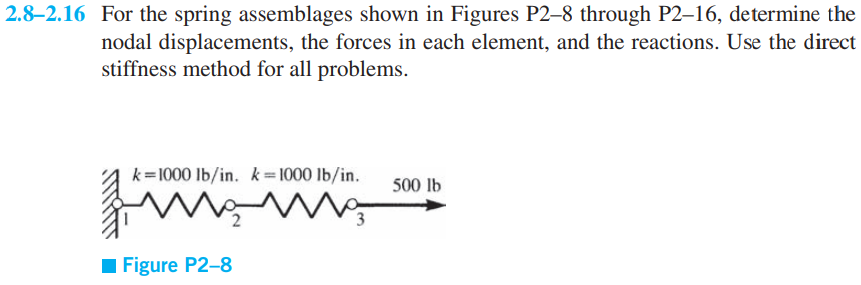 2.8–2.16 For the spring assemblages shown in Figures P2–8 through P2–16, determine the
nodal displacements, the forces in each element, and the reactions. Use the direct
stiffness method for all problems.
k = 1000 lb/in. k = 1000 lb/in.
500 lb
1 2 3
Figure P2–8